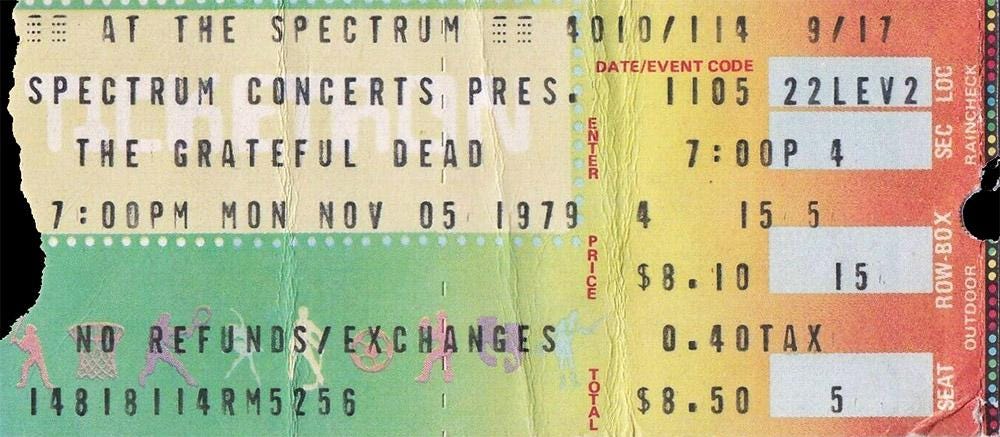 AT THE SPECTRUM 4010/114 9/17
DATE/EVENT CODE
SPECTRUM CONCERTS PRES. 1105 22LEV2 LOC
ENTER
THE GRATEFUL DEAD 7:00P 4 SEC
RAINCHECK
7:00PM MON NOV 05 1979 4 15 5
PRICE
$8.10 15 ROW-BOX
OUTDOOR
NO REFUNDS/EXCHANGES 0.40TAX
TOTAL
14818114RM5256 $8.50 5 SEAT